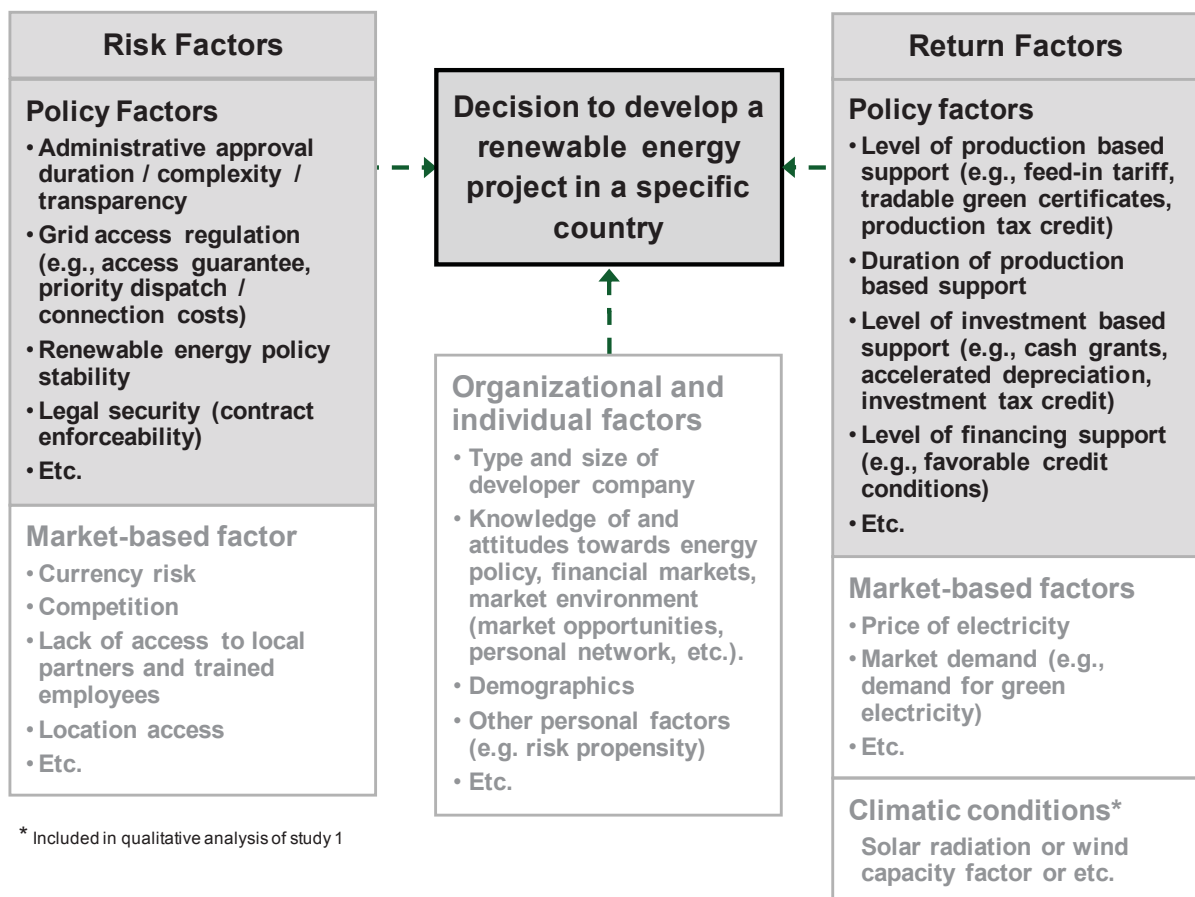 Risk Factors
Policy Factors
• Administrative approval
duration / complexity /
transparency
• Grid access regulation
(e.g., access guarantee,
priority dispatch /
connection costs)
• Renewable energy policy
stability
• Legal security (contract
enforceability)
• Etc.
Market-based factor
• Currency risk
• Competition
• Lack of access to local
partners and trained
employees
• Location access
• Etc.
* Included in qualitative analysis of study 1
Decision to develop a
renewable energy
project in a specific
country
Organizational and
individual factors
• Type and size of
developer company
• Knowledge of and
attitudes towards energy
policy, financial markets,
market environment
(market opportunities,
personal network, etc.).
• Demographics
• Other personal factors
(e.g. risk propensity)
• Etc.
Return Factors
Policy factors
• Level of production based
support (e.g., feed-in tariff,
tradable green certificates,
production tax credit)
• Duration of production
based support
• Level of investment based
support (e.g., cash grants,
accelerated depreciation,
investment tax credit)
• Level of financing support
(e.g., favorable credit
conditions)
• Etc.
Market-based factors
• Price of electricity
• Market demand (e.g.,
demand for green
electricity)
• Etc.
Climatic conditions*
Solar radiation or wind
capacity factor or etc.